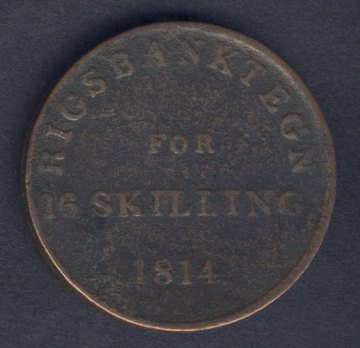 RIGSBANKTEGN
FOR
16 SKILLING
1814